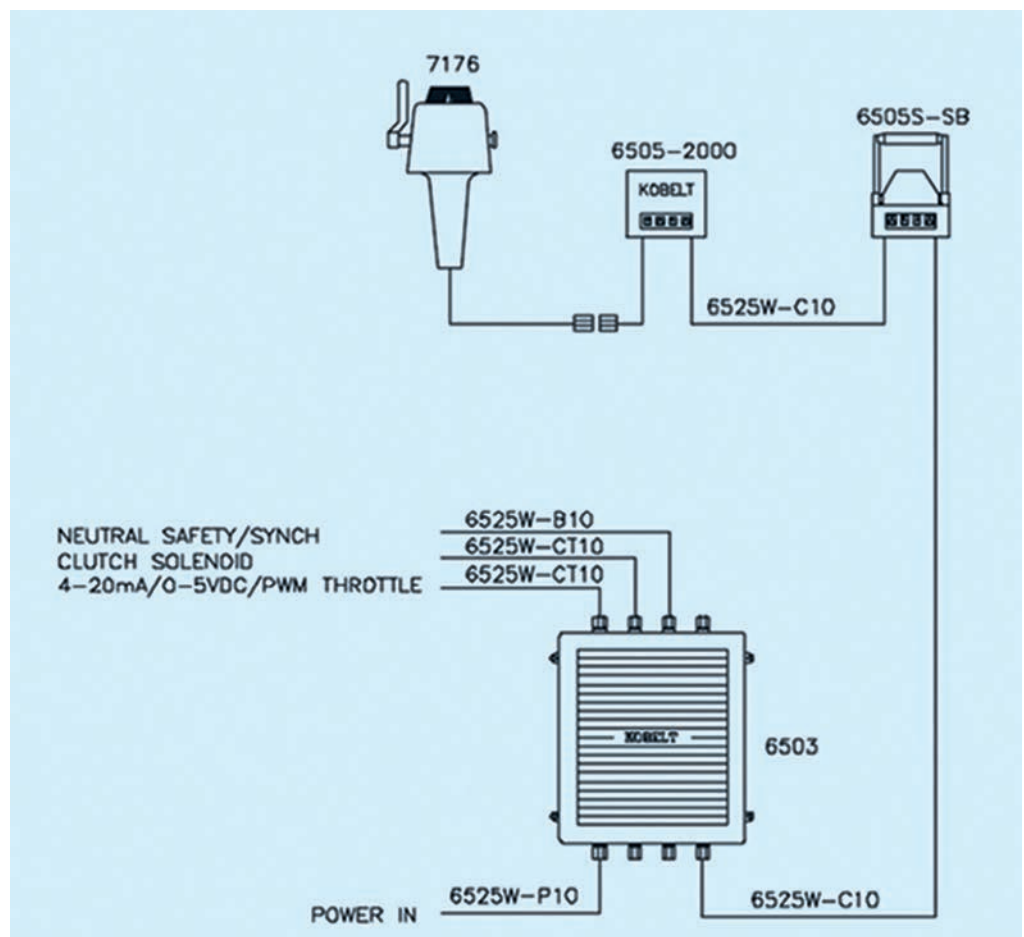 7176
6505S-SB
6505-2000
KOBELT
6525W-C10
6525W-B10
NEUTRAL SAFETY/SYNCH
6525W-CT10
CLUTCH SOLENOID
6525W-CT10
4-20mA/0-5VDC/PWM THROTTLE
KOBELT
6503
6525W-P10
6525W-C10
POWER IN